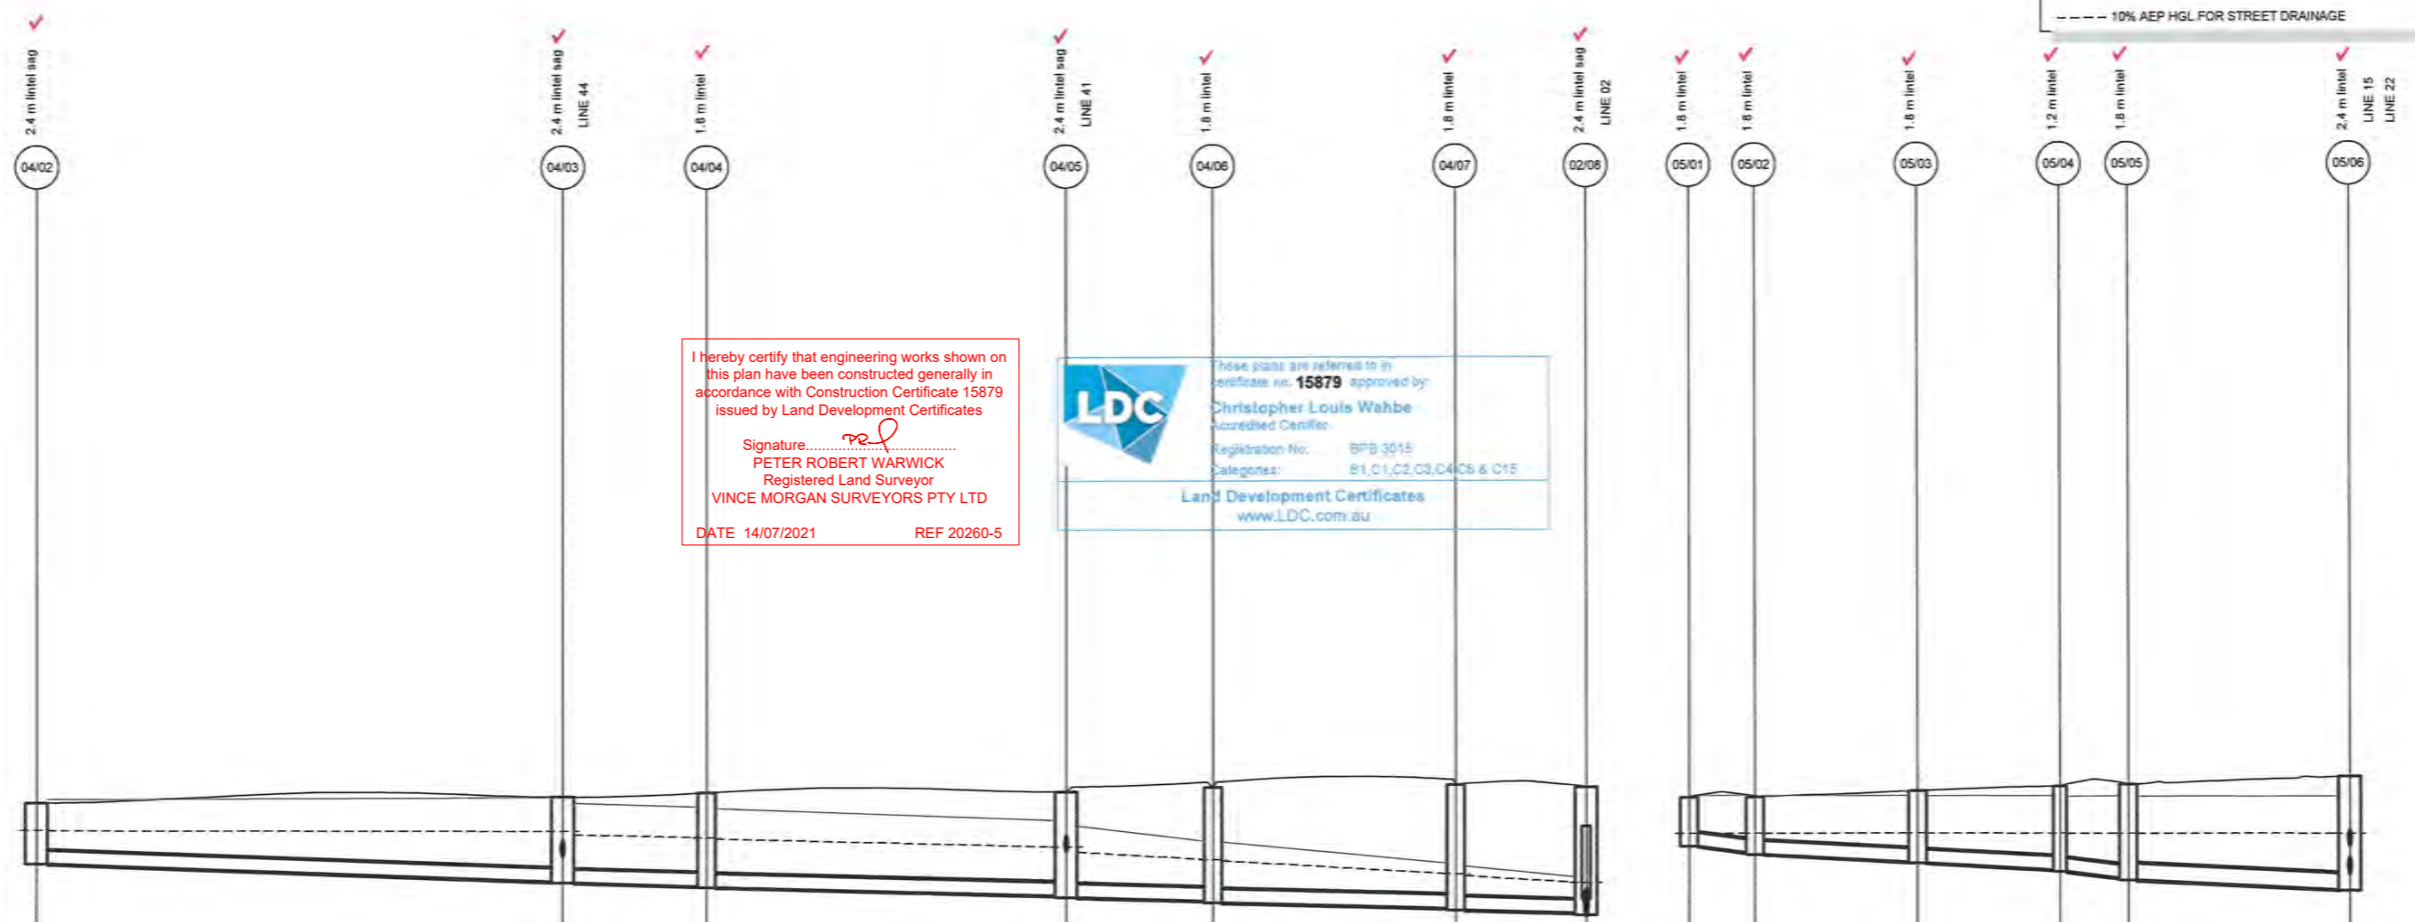 ---- 10% AEP HGL FOR STREET DRAINAGE
2.4 m lintel sag
2.4 m lintel sag
LINE 44
1.8 m lintel
2.4 m lintel sag
LINE 41
1.8 m lintel
1.8 m lintel
2.4 m lintel sag
LINE 02
1.8 m lintel
1.8 m lintel
1.8 m lintel
1.2 m lintel
1.8 m lintel
2.4 m lintel
LINE 15
LINE 22
04/02
04/03
04/04
04/05
04/06
04/07
02/08
05/01
05/02
05/03
05/04
05/05
05/06
I hereby certify that engineering works shown on
this plan have been constructed generally in
accordance with Construction Certificate 15879
issued by Land Development Certificates
Signature
PETER ROBERT WARWICK
Registered Land Surveyor
VINCE MORGAN SURVEYORS PTY LTD
DATE 14/07/2021 REF 20260-5
LDC
These plans are referred to in
certificate no. 15879 approved by:
Christopher Louis Wahbe
Accredited Certifier
Registration No: BPB 3015
Categories: B1,C1,C2,C3,C4,C6 & C15
Land Development Certificates
www.LDC.com.au